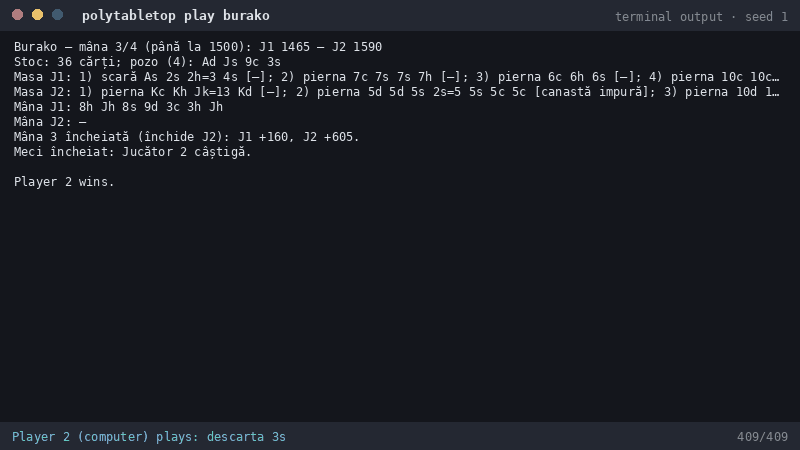 polytabletop play burako
terminal output · seed 1
Burako — mâna 3/4 (până la 1500): J1 1465 — J2 1590
Stoc: 36 cărți; pozo (4): Ad Js 9c 3s
Masa J1: 1) scară As 2s 2h=3 4s [—]; 2) pierna 7c 7s 7s 7h [—]; 3) pierna 6c 6h 6s [—]; 4) pierna 10c 10c…
Masa J2: 1) pierna Kc Kh Jk=13 Kd [—]; 2) pierna 5d 5d 5s 2s=5 5s 5c 5c [canastă impură]; 3) pierna 10d 1…
Mâna J1: 8h Jh 8s 9d 3c 3h Jh
Mâna J2: —
Mâna 3 încheiată (închide J2): J1 +160, J2 +605.
Meci încheiat: Jucător 2 câștigă.
Player 2 wins.
Player 2 (computer) plays: descarta 3s
409/409